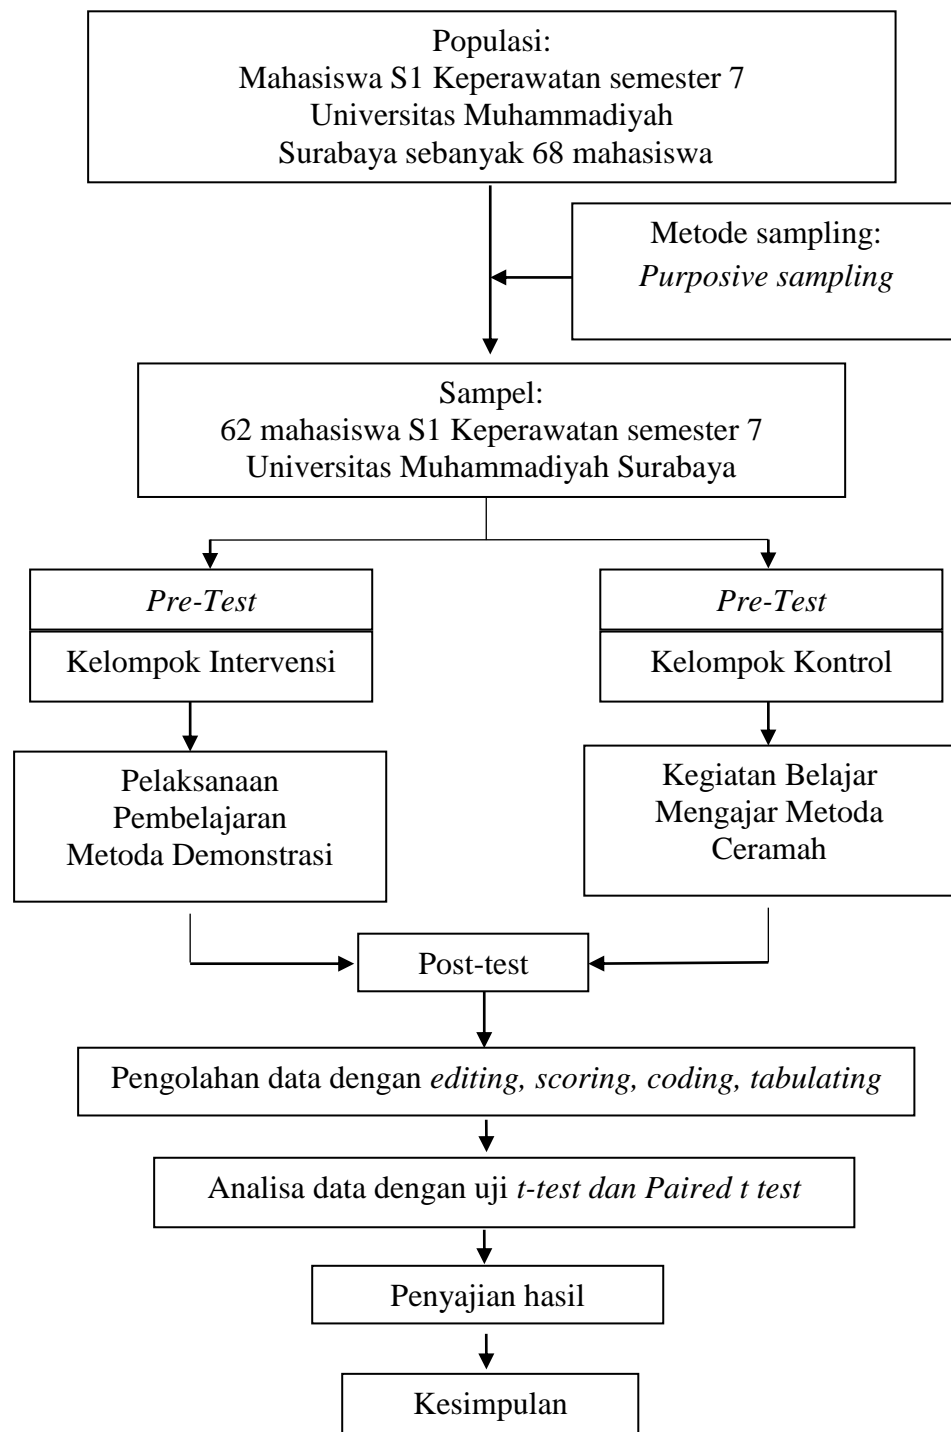 Populasi:
Mahasiswa S1 Keperawatan semester 7
Universitas Muhammadiyah
Surabaya sebanyak 68 mahasiswa
Metode sampling:
Purposive sampling
Sampel:
62 mahasiswa S1 Keperawatan semester 7
Universitas Muhammadiyah Surabaya
Pre-Test
Kelompok Intervensi
Pre-Test
Kelompok Kontrol
Pelaksanaan
Pembelajaran
Metoda Demonstrasi
Kegiatan Belajar
Mengajar Metoda
Ceramah
Post-test
Pengolahan data dengan editing, scoring, coding, tabulating
Analisa data dengan uji t-test dan Paired t test
Penyajian hasil
Kesimpulan